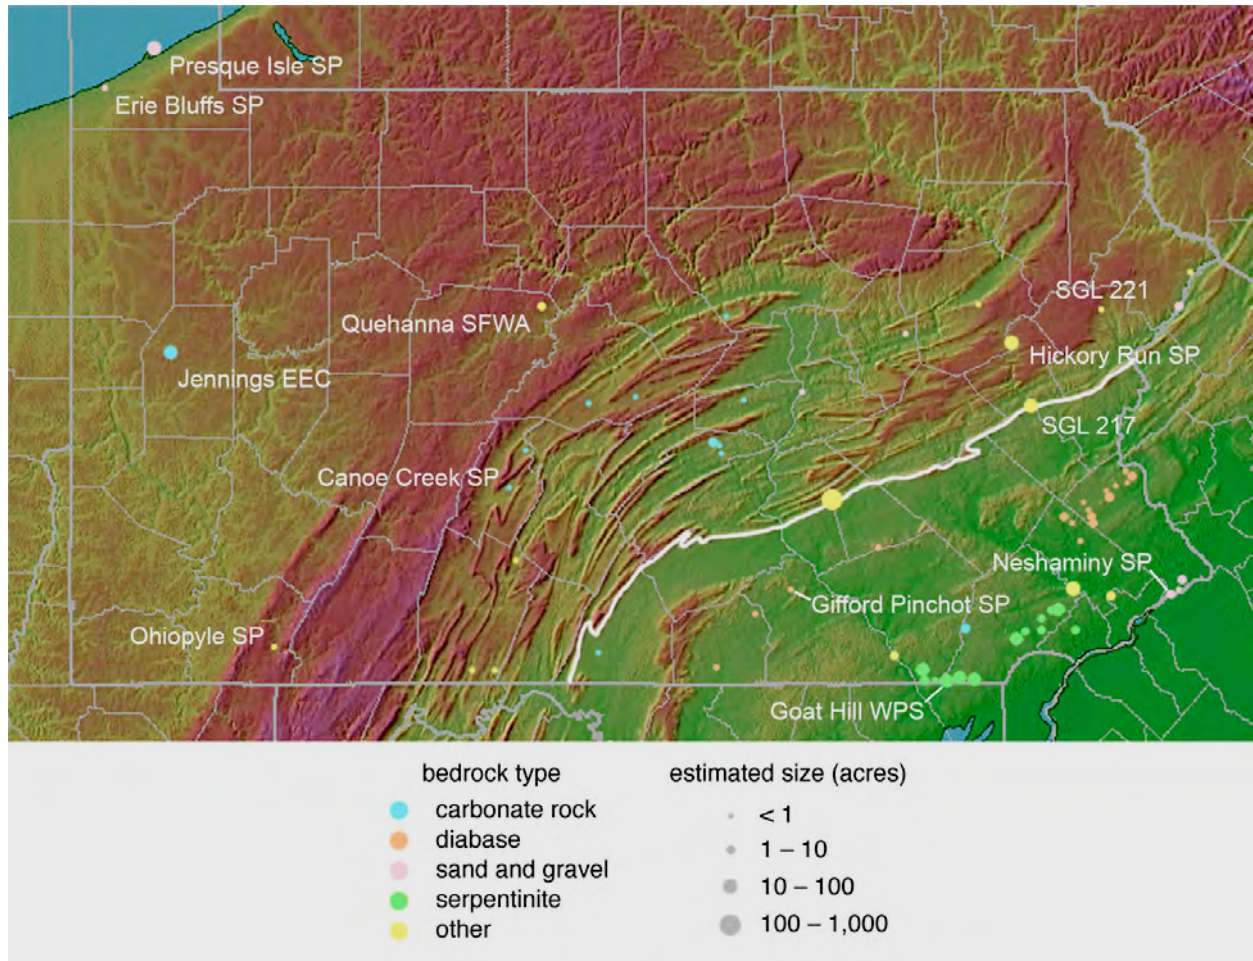 Presque Isle SP
Erie Bluffs SP
SGL 221
Quehanna SFWA
Hickory Run SP
Jennings EEC
SGL 217
Canoe Creek SP
Neshaminy SP
Gifford Pinchot SP
Ohiopyle SP
Goat Hill WPS
bedrock type
carbonate rock
diabase
sand and gravel
serpentinite
other
estimated size (acres)
< 1
1 – 10
10 – 100
100 – 1,000